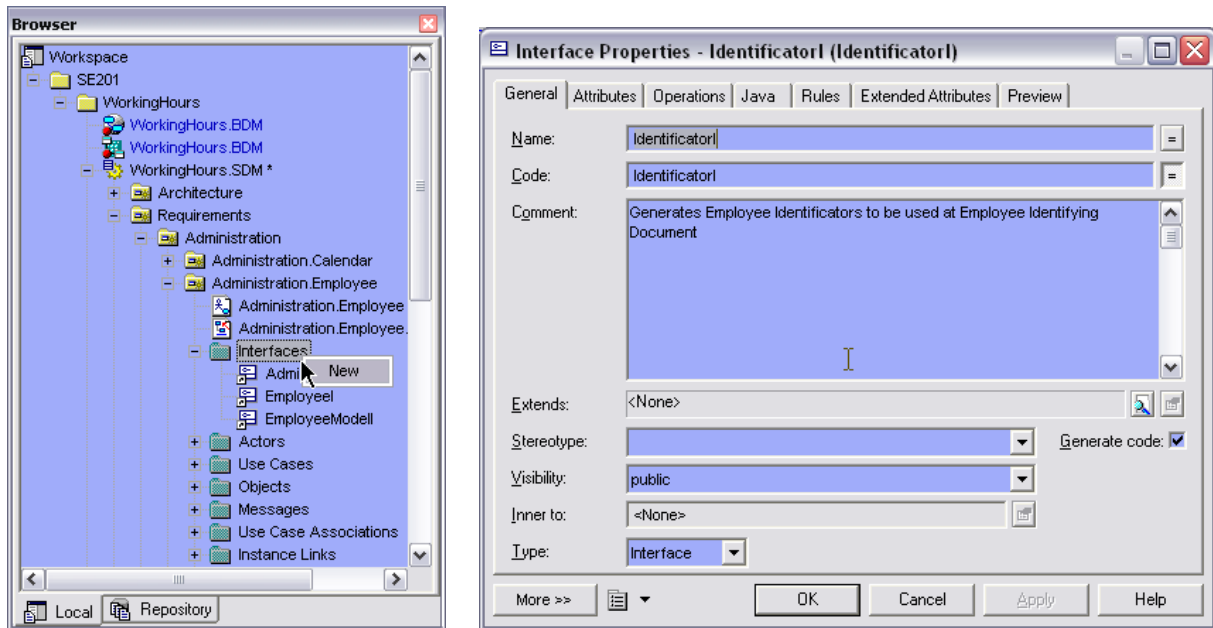 Browser
Workspace
SE201
WorkingHours
WorkingHours.BDM
WorkingHours.BDM
WorkingHours.SDM *
Architecture
Requirements
Administration
Administration.Calendar
Administration.Employee
Administration.Employee
Administration.Employee.
Interfaces
New
Admi
EmployeeI
EmployeeModelI
Actors
Use Cases
Objects
Messages
Use Case Associations
Instance Links
Local Repository
Interface Properties - IdentificatorI (IdentificatorI)
General Attributes Operations Java Rules Extended Attributes Preview
Name: IdentificatorI =
Code: IdentificatorI =
Comment: Generates Employee Identificators to be used at Employee Identifying
Document
Extends: <None>
Stereotype: Generate code:
Visibility: public
Inner to: <None>
Type: Interface
More >> OK Cancel Apply Help